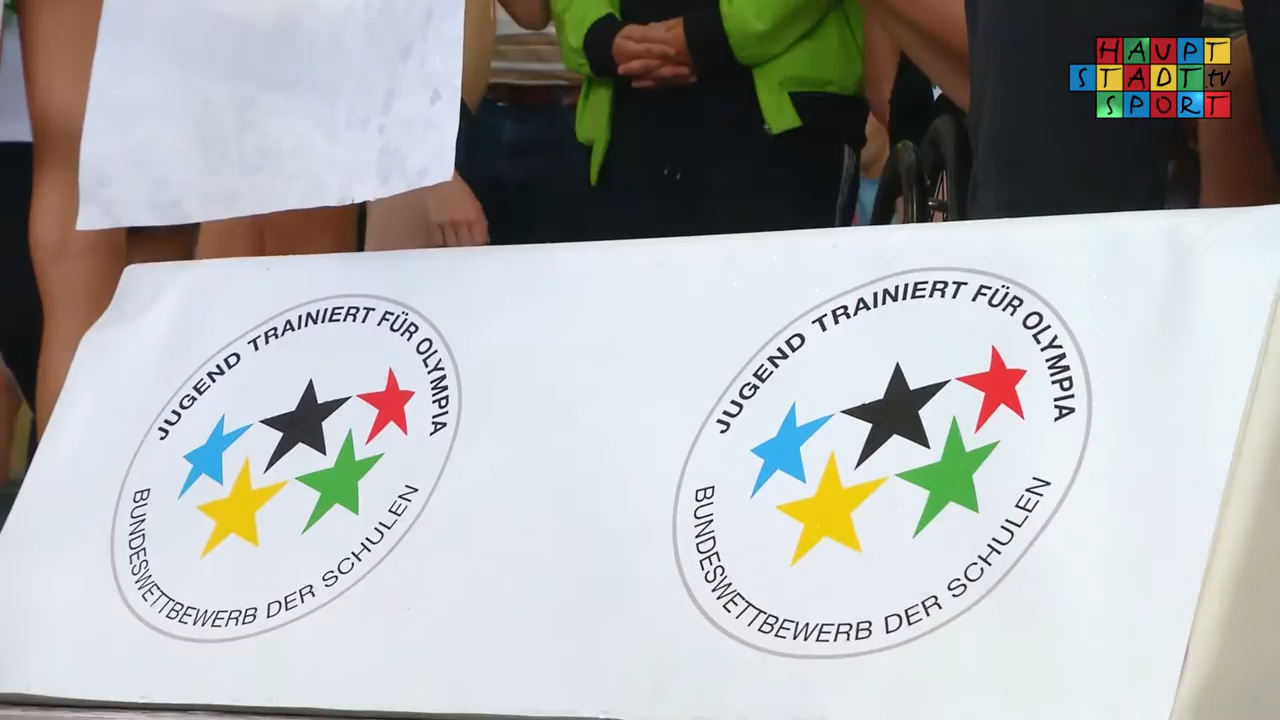 HAUPT
STADT.tv
SPORT
JUGEND TRAINIERT FÜR OLYMPIA
BUNDESWETTBEWERB DER SCHULEN
JUGEND TRAINIERT FÜR OLYMPIA
BUNDESWETTBEWERB DER SCHULEN